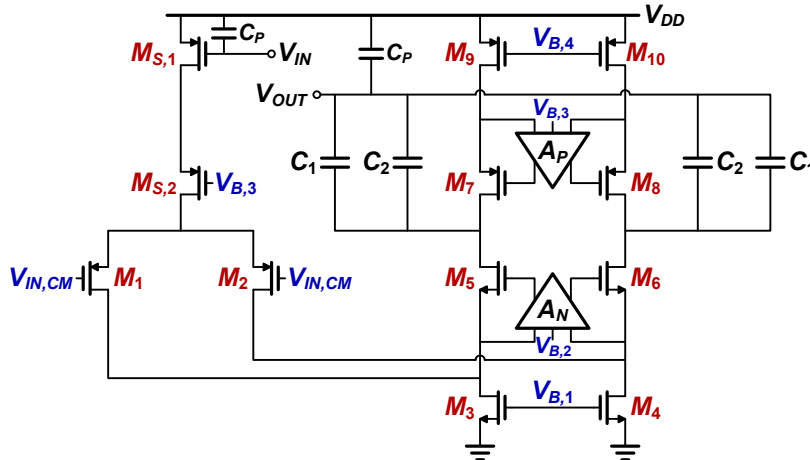 V_DD
C_P
M_S,1
V_IN
C_P
M_9
V_B,4
M_10
V_OUT
V_B,3
C_1
C_2
A_P
C_2
C_1
M_S,2
V_B,3
M_7
M_8
V_IN,CM
M_1
M_2
V_IN,CM
M_5
A_N
M_6
V_B,2
M_3
V_B,1
M_4